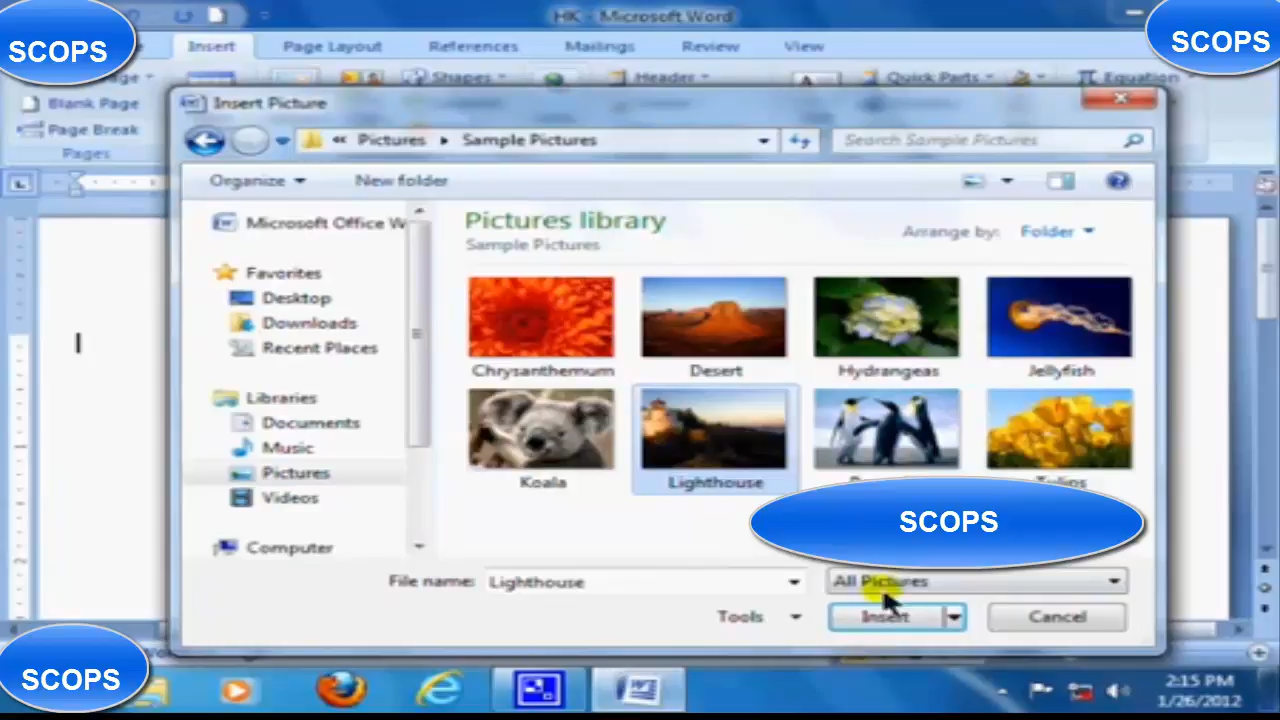 HK - Microsoft Word
SCOPS
SCOPS
Insert
Page Layout
References
Mailings
Review
View
Shapes
Header
Quick Parts
Equation
Blank Page
Page Break
Pages
Insert Picture
« Pictures ▸ Sample Pictures
Search Sample Pictures
Organize
New folder
Microsoft Office W
Favorites
Desktop
Downloads
Recent Places
Libraries
Documents
Music
Pictures
Videos
Computer
Pictures library
Sample Pictures
Arrange by: Folder
Chrysanthemum
Desert
Hydrangeas
Jellyfish
Koala
Lighthouse
Tulips
SCOPS
File name: Lighthouse
All Pictures
Tools
Insert
Cancel
SCOPS
2:15 PM
1/26/2012